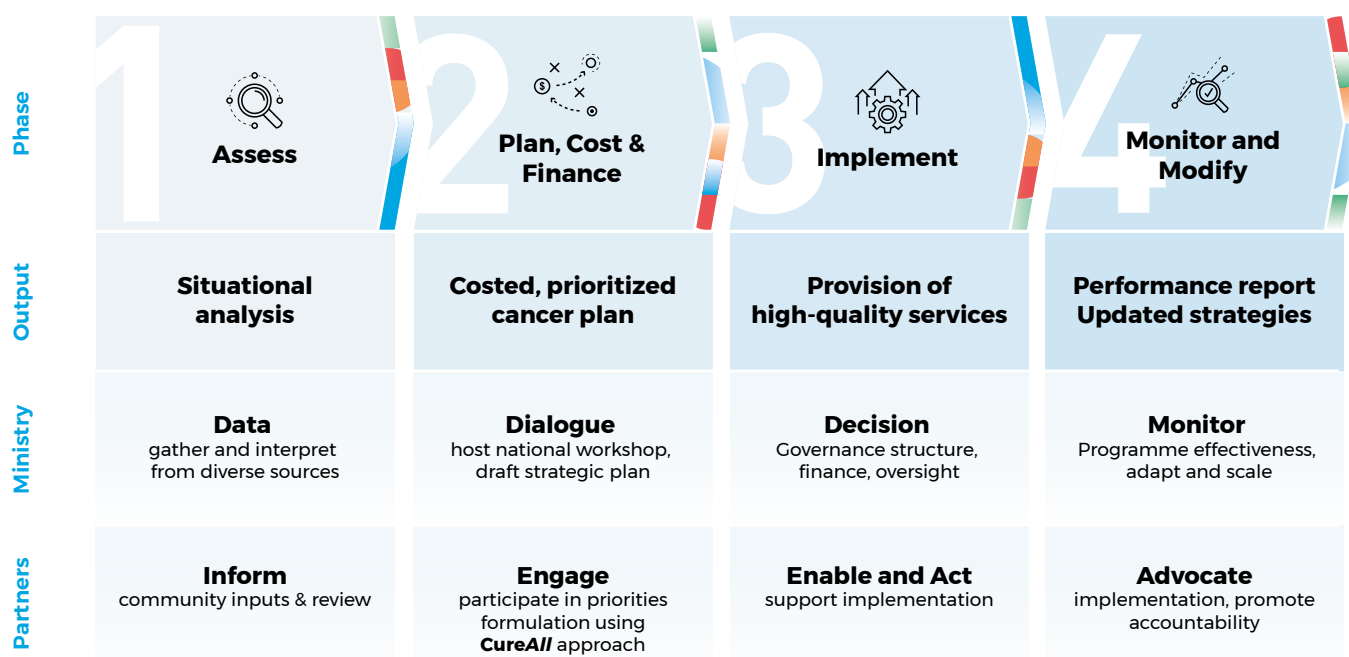 Phase
1
Assess
2
Plan, Cost &
Finance
$
3
Implement
4
Monitor and
Modify
Output
Situational
analysis
Costed, prioritized
cancer plan
Provision of
high-quality services
Performance report
Updated strategies
Ministry
Data
gather and interpret
from diverse sources
Dialogue
host national workshop,
draft strategic plan
Decision
Governance structure,
finance, oversight
Monitor
Programme effectiveness,
adapt and scale
Partners
Inform
community inputs & review
Engage
participate in priorities
formulation using
CureAll approach
Enable and Act
support implementation
Advocate
implementation, promote
accountability